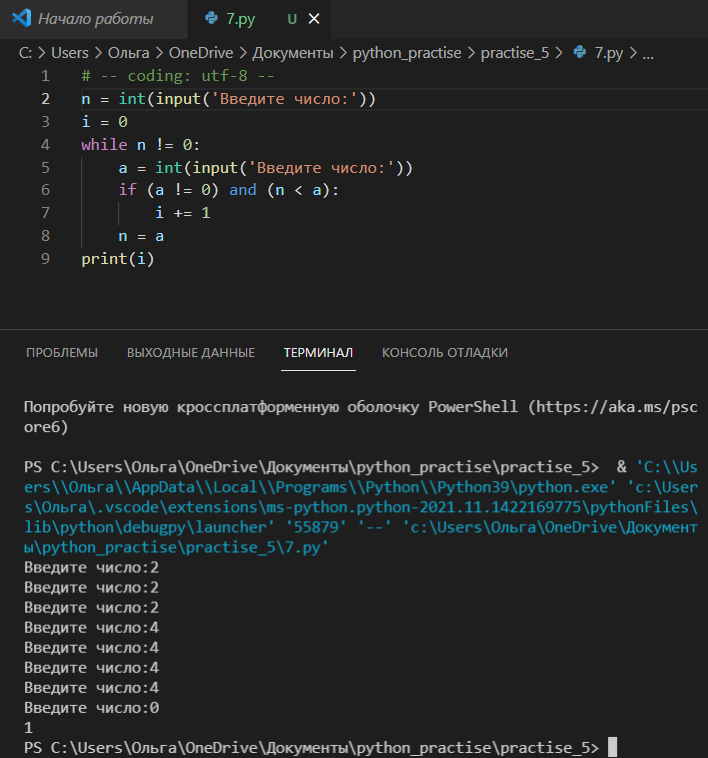 Начало работы 7.py U
C: > Users > Ольга > OneDrive > Документы > python_practise > practise_5 > 7.py > ...
1 # -- coding: utf-8 --
2 n = int(input('Введите число:'))
3 i = 0
4 while n != 0:
5 a = int(input('Введите число:'))
6 if (a != 0) and (n < a):
7 i += 1
8 n = a
9 print(i)
ПРОБЛЕМЫ ВЫХОДНЫЕ ДАННЫЕ ТЕРМИНАЛ КОНСОЛЬ ОТЛАДКИ
Попробуйте новую кроссплатформенную оболочку PowerShell (https://aka.ms/psc
ore6)
PS C:\Users\Ольга\OneDrive\Документы\python_practise\practise_5> & 'C:\\Us
ers\\Ольга\\AppData\\Local\\Programs\\Python\\Python39\python.exe' 'c:\User
s\Ольга\.vscode\extensions\ms-python.python-2021.11.1422169775\pythonFiles\
lib\python\debugpy\launcher' '55879' '--' 'c:\Users\Ольга\OneDrive\Документ
ы\python_practise\practise_5\7.py'
Введите число:2
Введите число:2
Введите число:2
Введите число:4
Введите число:4
Введите число:4
Введите число:4
Введите число:0
1
PS C:\Users\Ольга\OneDrive\Документы\python_practise\practise_5>